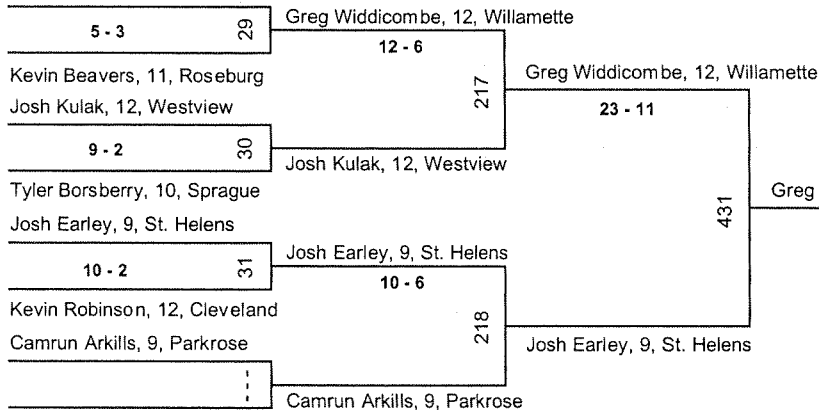 5 - 3
29
Greg Widdicombe, 12, Willamette
12 - 6
Kevin Beavers, 11, Roseburg
217
Greg Widdicombe, 12, Willamette
Josh Kulak, 12, Westview
23 - 11
9 - 2
30
Josh Kulak, 12, Westview
Tyler Borsberry, 10, Sprague
431
Greg
Josh Earley, 9, St. Helens
Josh Earley, 9, St. Helens
10 - 2
31
10 - 6
Kevin Robinson, 12, Cleveland
218
Josh Earley, 9, St. Helens
Camrun Arkills, 9, Parkrose
Camrun Arkills, 9, Parkrose